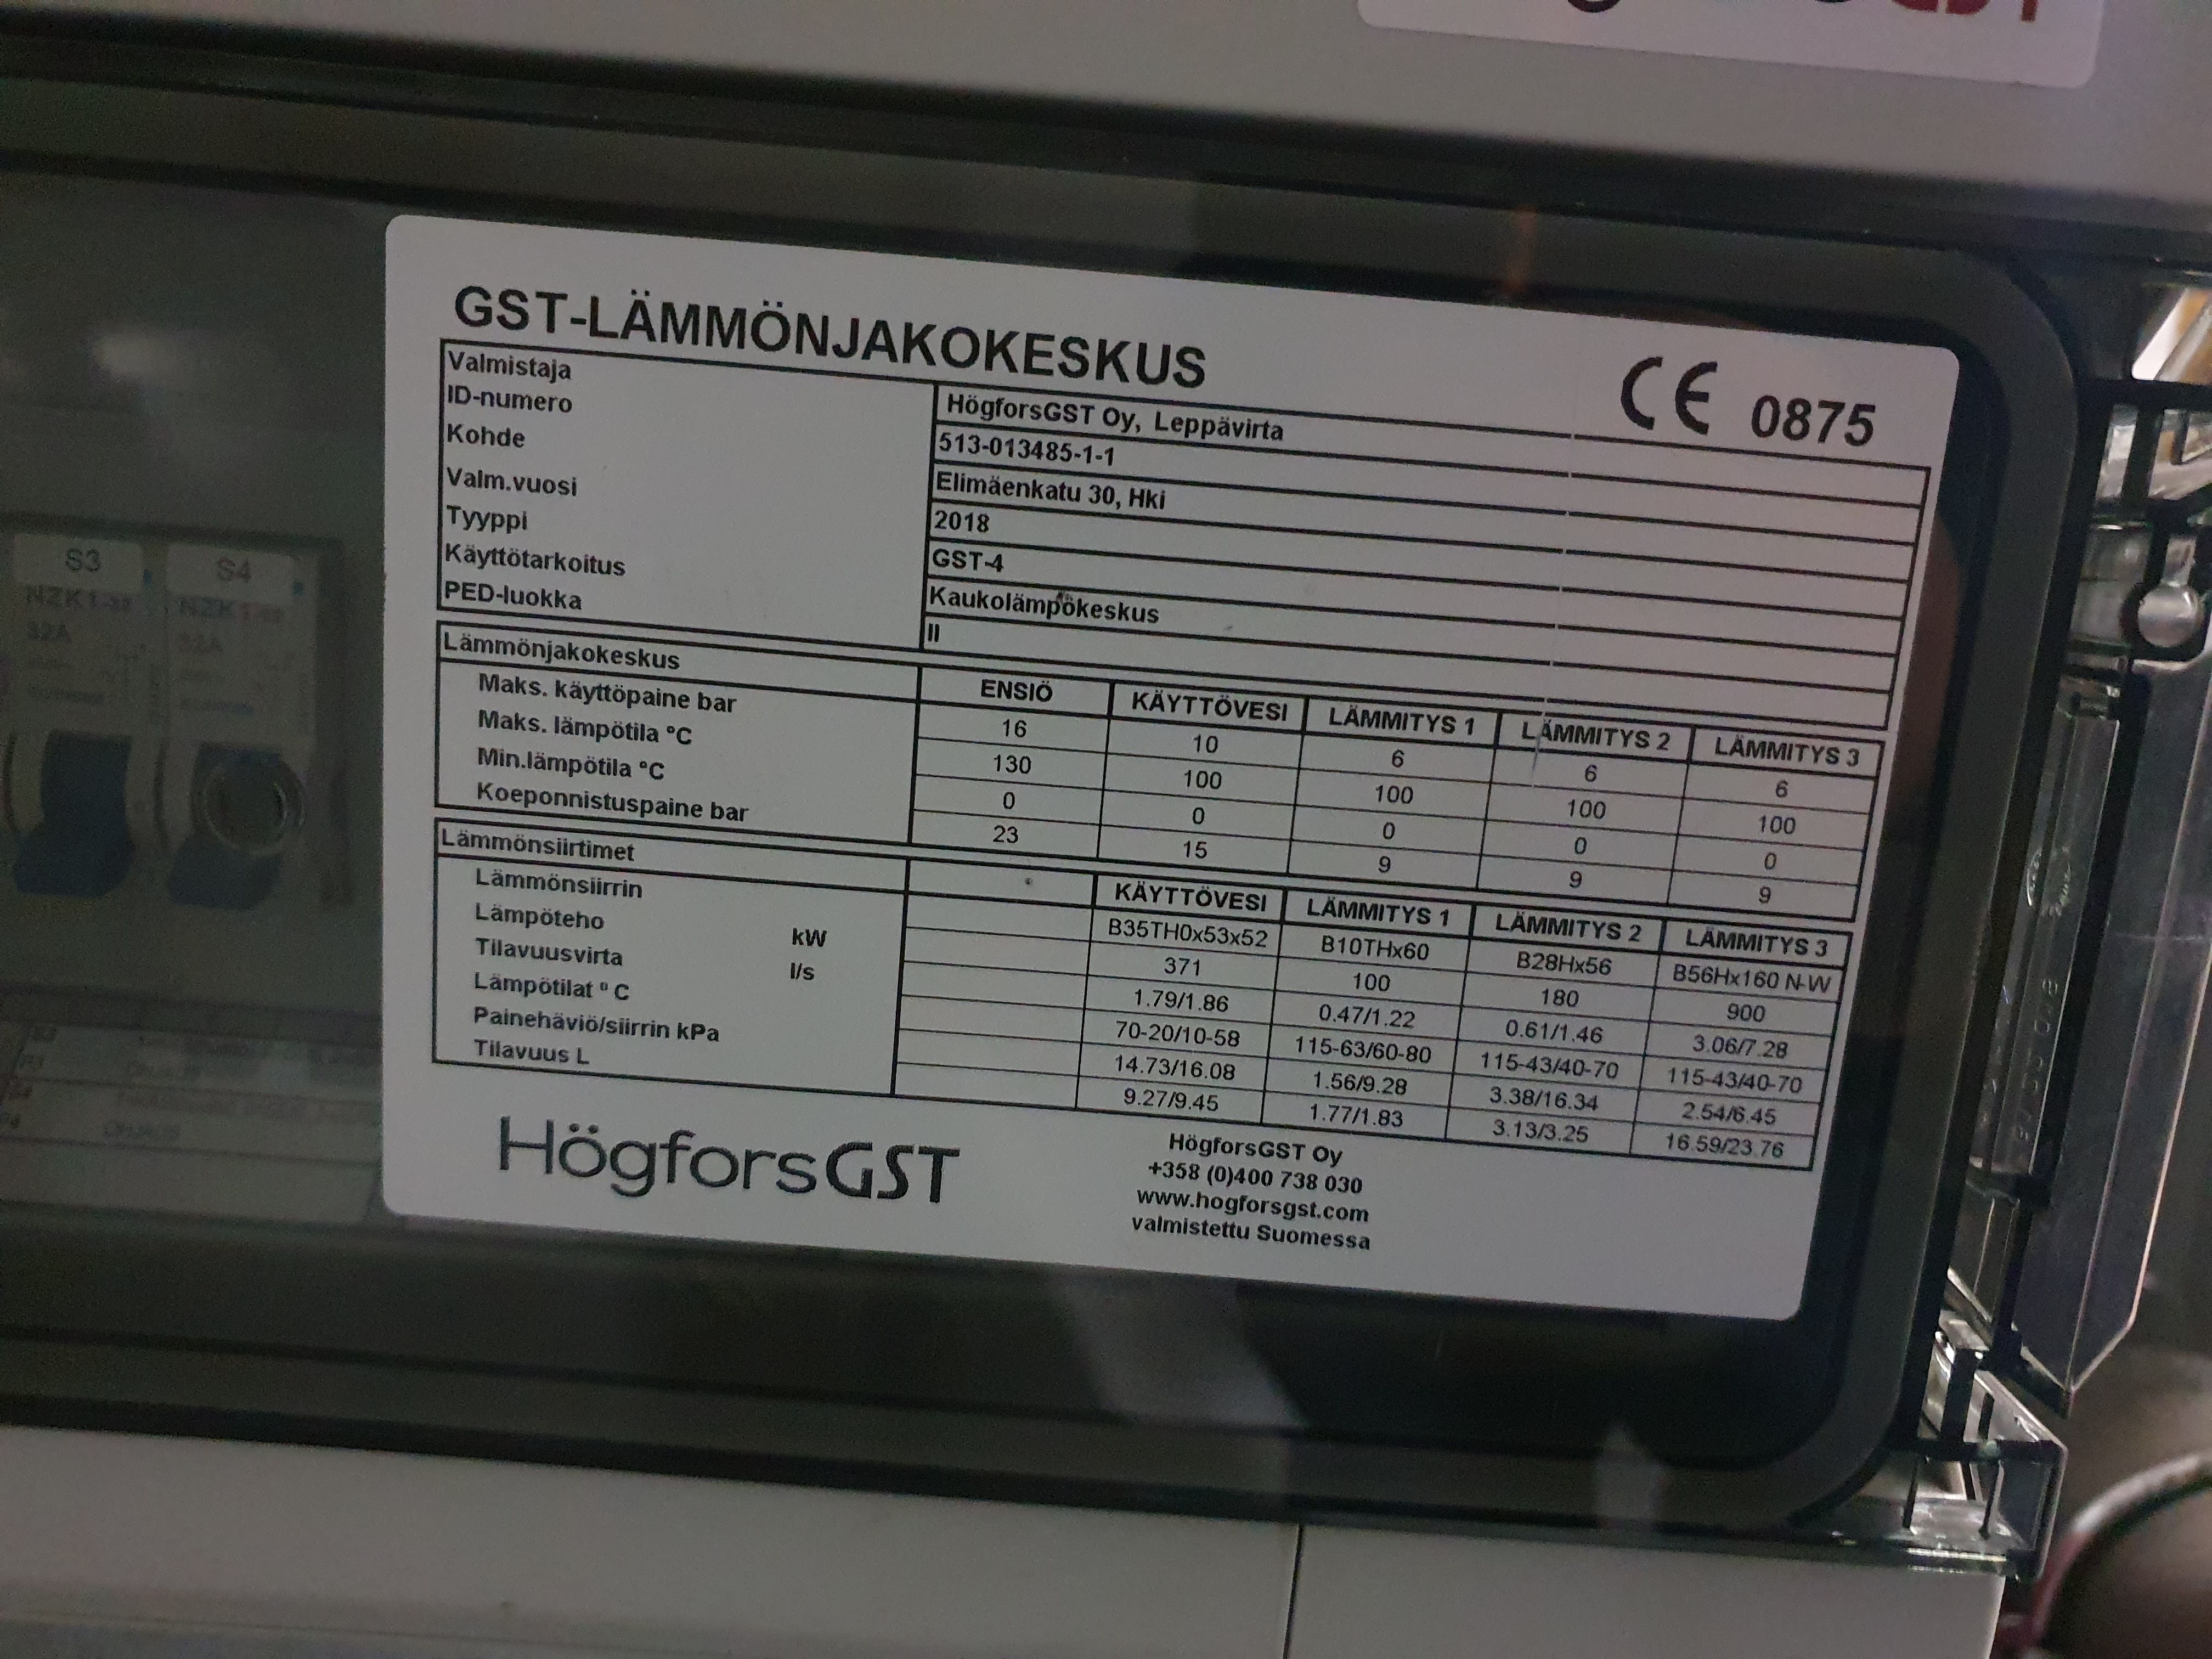 GST
GST-LÄMMÖNJAKOKESKUS
CE 0875
Valmistaja HögforsGST Oy, Leppävirta
ID-numero 513-013485-1-1
Kohde Elimäenkatu 30, Hki
Valm.vuosi 2018
Tyyppi GST-4
Käyttötarkoitus Kaukolämpökeskus
PED-luokka II
Lämmönjakokeskus ENSIÖ KÄYTTÖVESI LÄMMITYS 1 LÄMMITYS 2 LÄMMITYS 3
Maks. käyttöpaine bar 16 10 6 6 6
Maks. lämpötila °C 130 100 100 100 100
Min.lämpötila °C 0 0 0 0 0
Koeponnistuspaine bar 23 15 9 9 9
Lämmönsiirtimet KÄYTTÖVESI LÄMMITYS 1 LÄMMITYS 2 LÄMMITYS 3
Lämmönsiirrin B35TH0x53x52 B10THx60 B28Hx56 B56Hx160 N-W
Lämpöteho kW 371 100 180 900
Tilavuusvirta l/s 1.79/1.86 0.47/1.22 0.61/1.46 3.06/7.28
Lämpötilat ° C 70-20/10-58 115-63/60-80 115-43/40-70 115-43/40-70
Painehäviö/siirrin kPa 14.73/16.08 1.56/9.28 3.38/16.34 2.54/6.45
Tilavuus L 9.27/9.45 1.77/1.83 3.13/3.25 16.59/23.76
HögforsGST
HögforsGST Oy
+358 (0)400 738 030
www.hogforsgst.com
valmistettu Suomessa
S3 S4
32A 32A